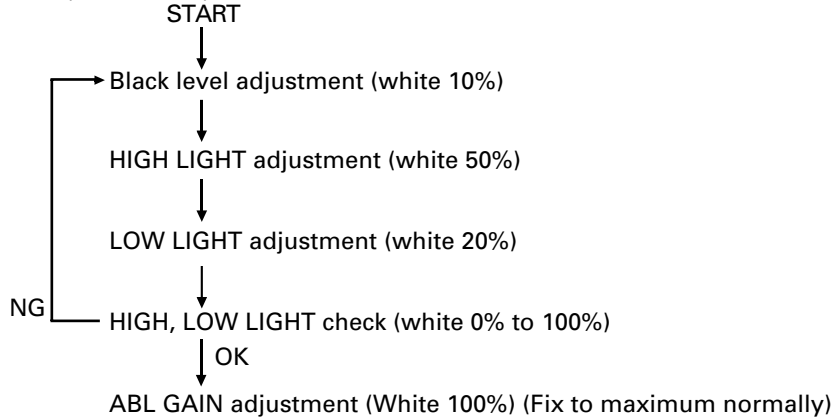 START
Black level adjustment (white 10%)
HIGH LIGHT adjustment (white 50%)
LOW LIGHT adjustment (white 20%)
NG
HIGH, LOW LIGHT check (white 0% to 100%)
OK
ABL GAIN adjustment (White 100%) (Fix to maximum normally)